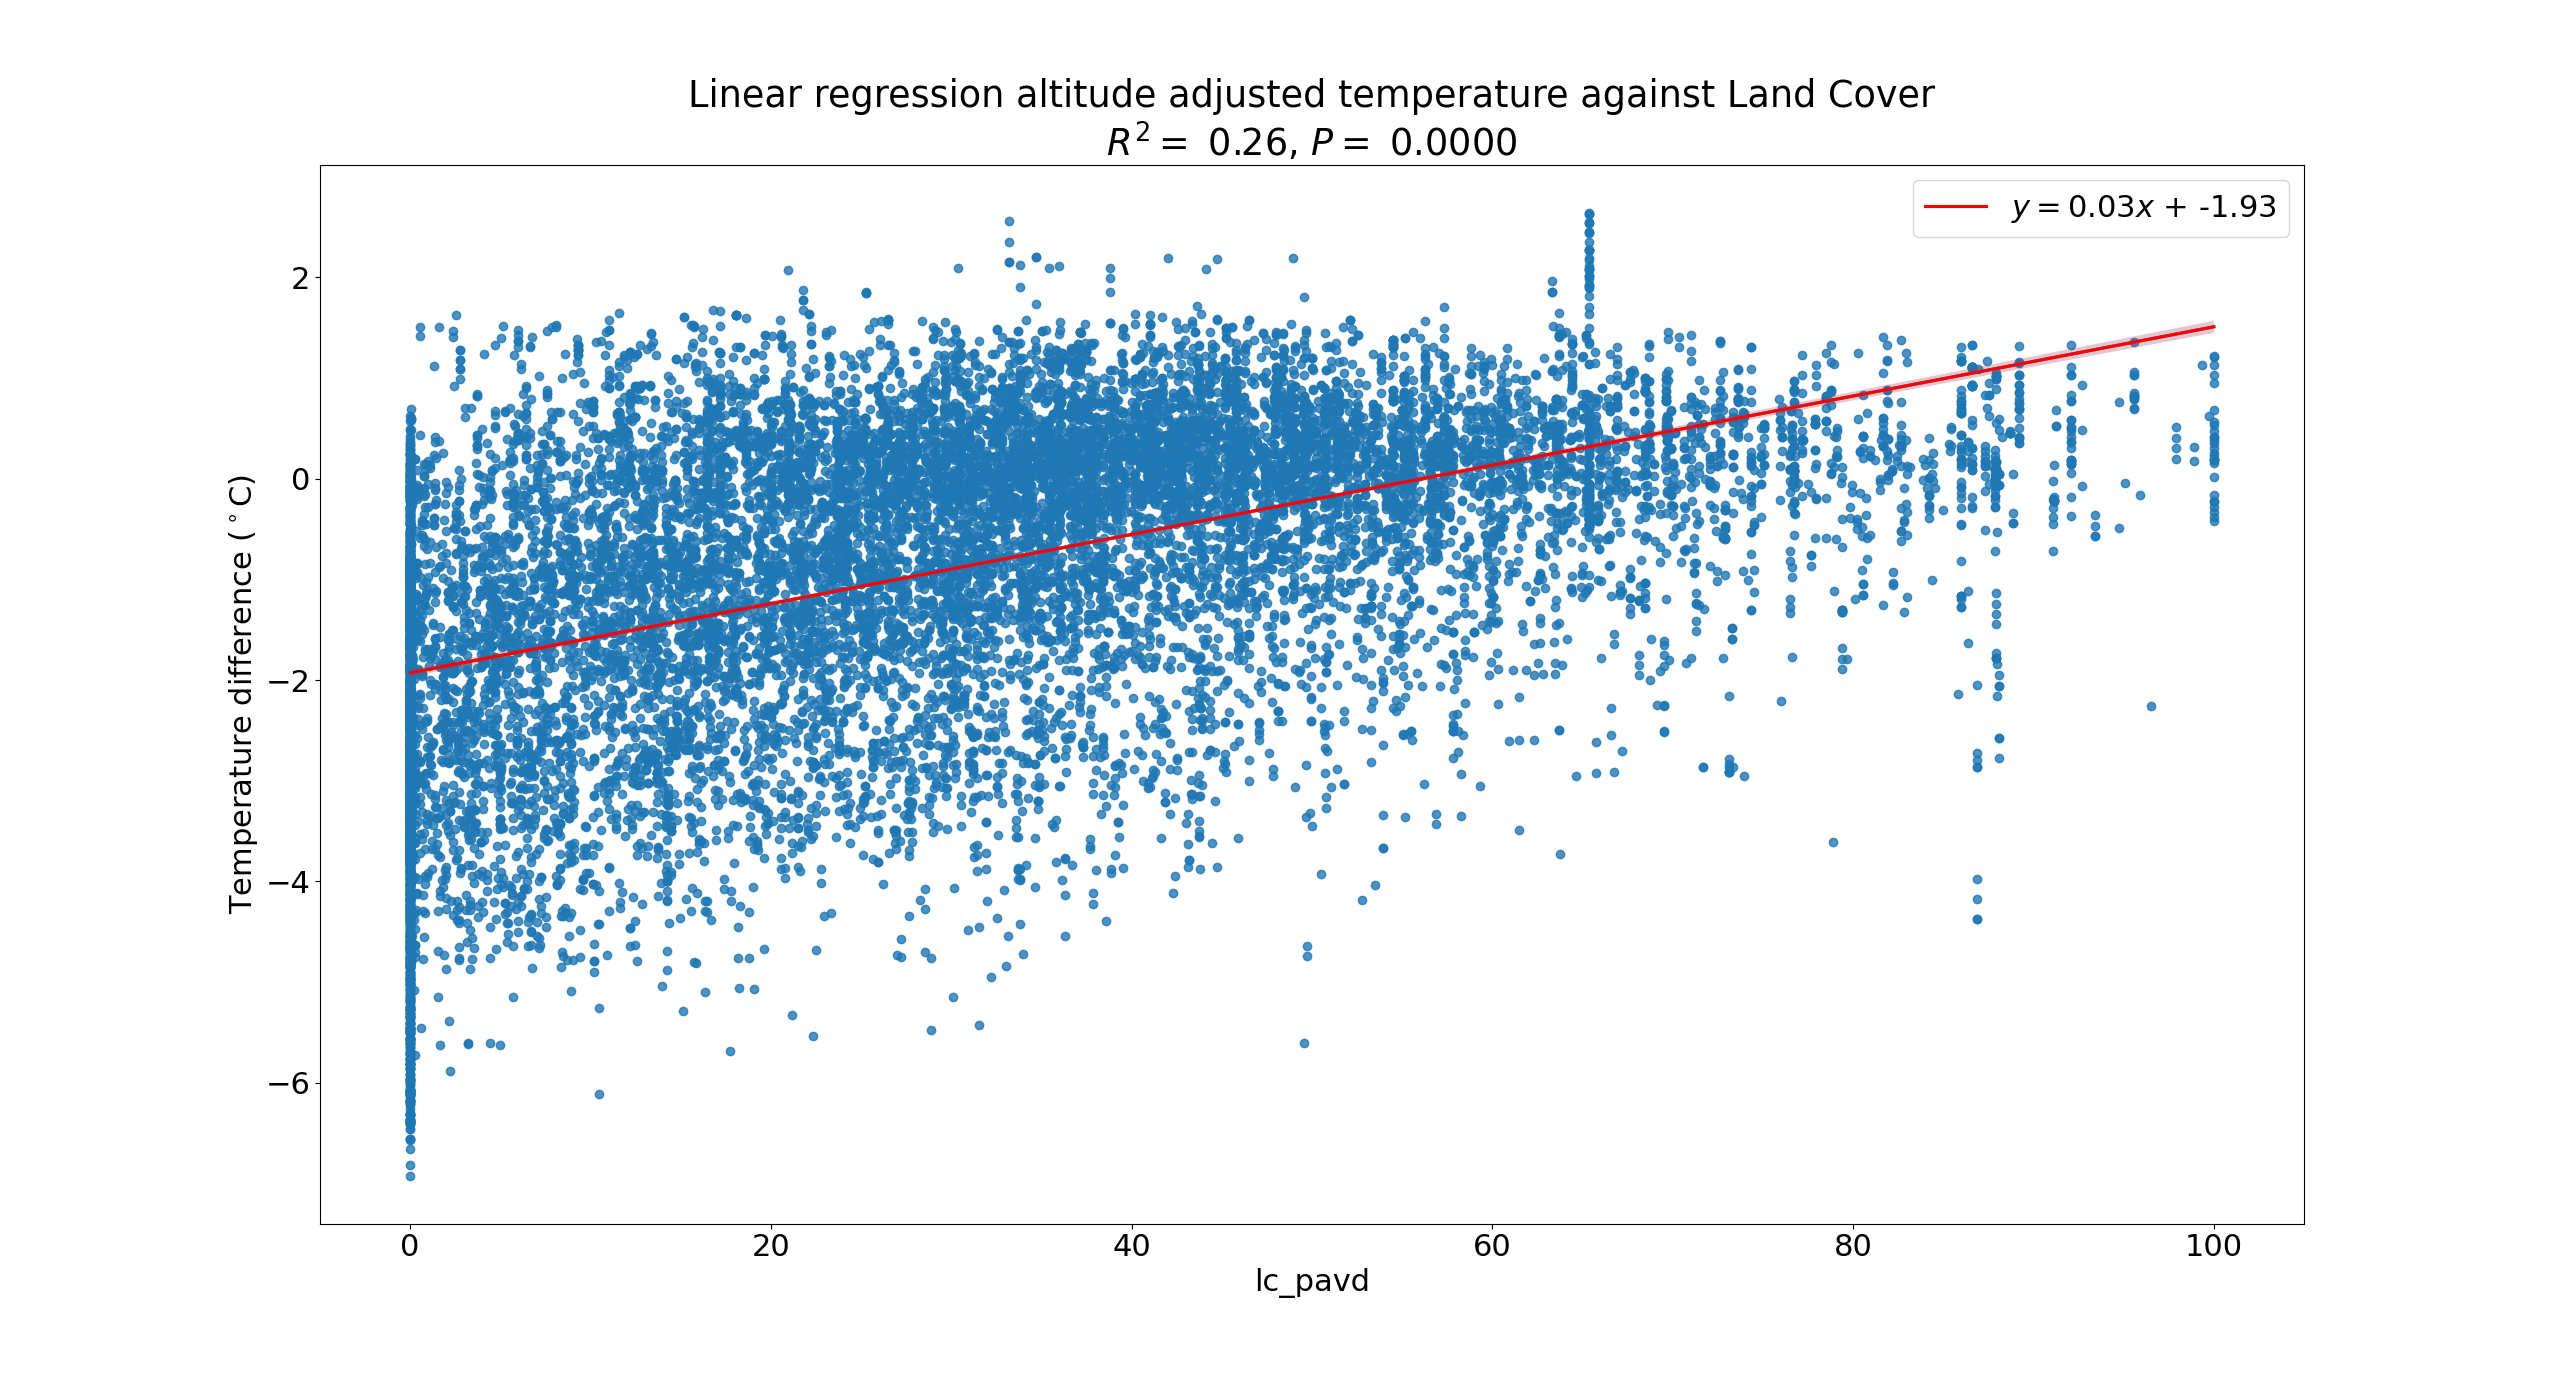 Linear regression altitude adjusted temperature against Land Cover
R² = 0.26, P = 0.0000
y = 0.03x + -1.93
Temperature difference (°C)
2
0
−2
−4
−6
0 20 40 60 80 100
lc_pavd